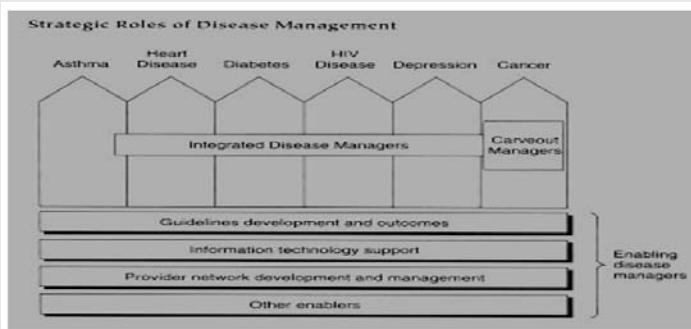 Strategic Roles of Disease Management
Asthma
Heart
Disease
Diabetes
HIV
Disease
Depression
Cancer
Integrated Disease Managers
Carveout
Managers
Guidelines development and outcomes
Information technology support
Provider network development and management
Other enablers
Enabling
disease
managers